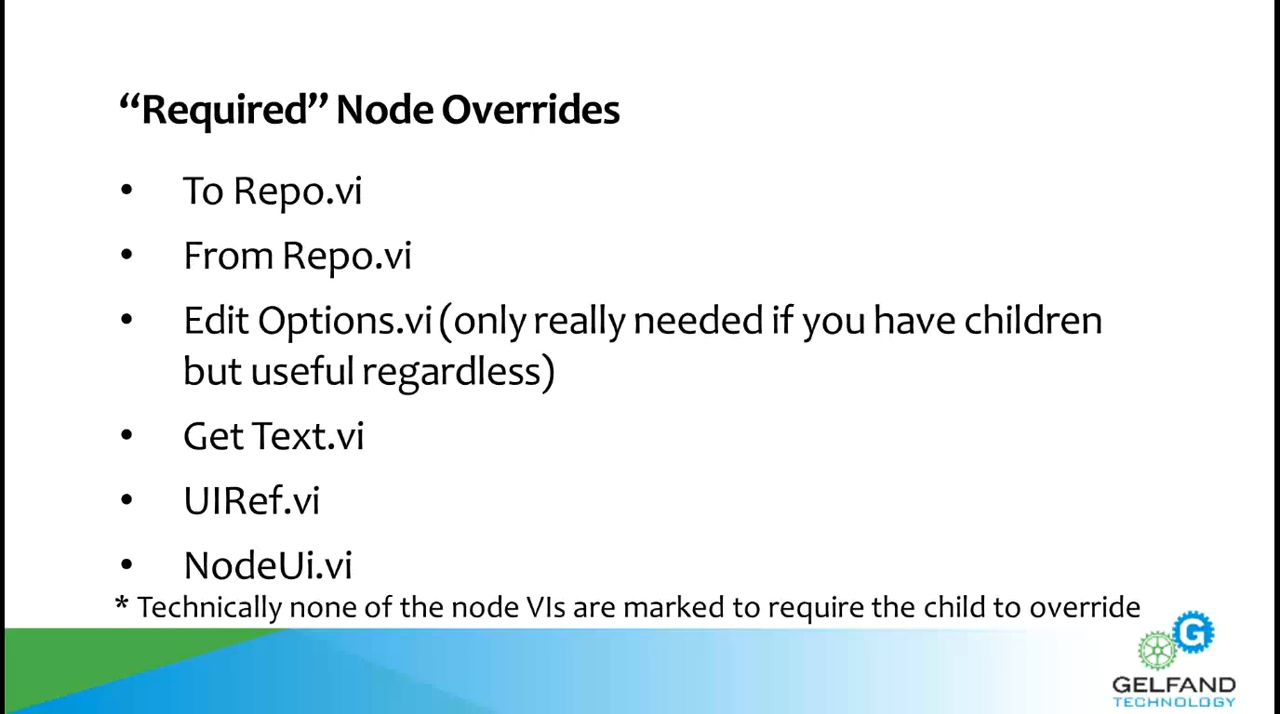 “Required” Node Overrides
• To Repo.vi
• From Repo.vi
• Edit Options.vi (only really needed if you have children
but useful regardless)
• Get Text.vi
• UIRef.vi
• NodeUi.vi
* Technically none of the node VIs are marked to require the child to override
G
GELFAND
TECHNOLOGY